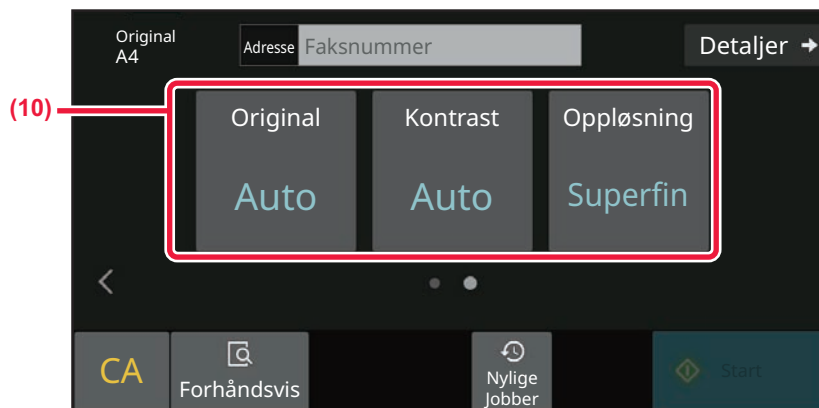 Original
A4
Adresse Faksnummer
Detaljer
(10)
Original
Kontrast
Oppløsning
Auto
Auto
Superfin
CA
Forhåndsvis
Nylige
Jobber
Start